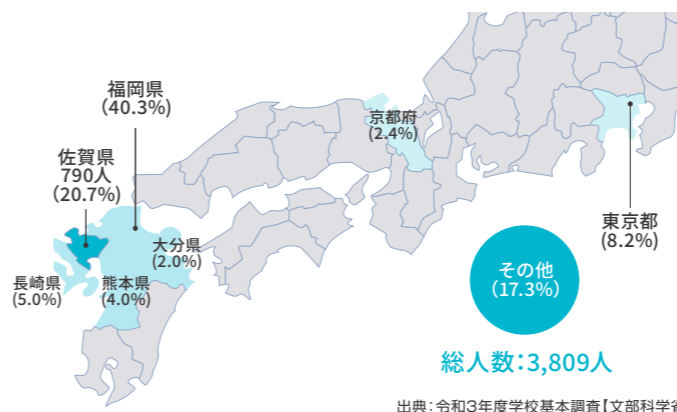 福岡県
(40.3%)
佐賀県
790人
(20.7%)
京都府
(2.4%)
大分県
(2.0%)
長崎県
(5.0%)
熊本県
(4.0%)
東京都
(8.2%)
その他
(17.3%)
総人数:3,809人
出典:令和3年度学校基本調査【文部科学省